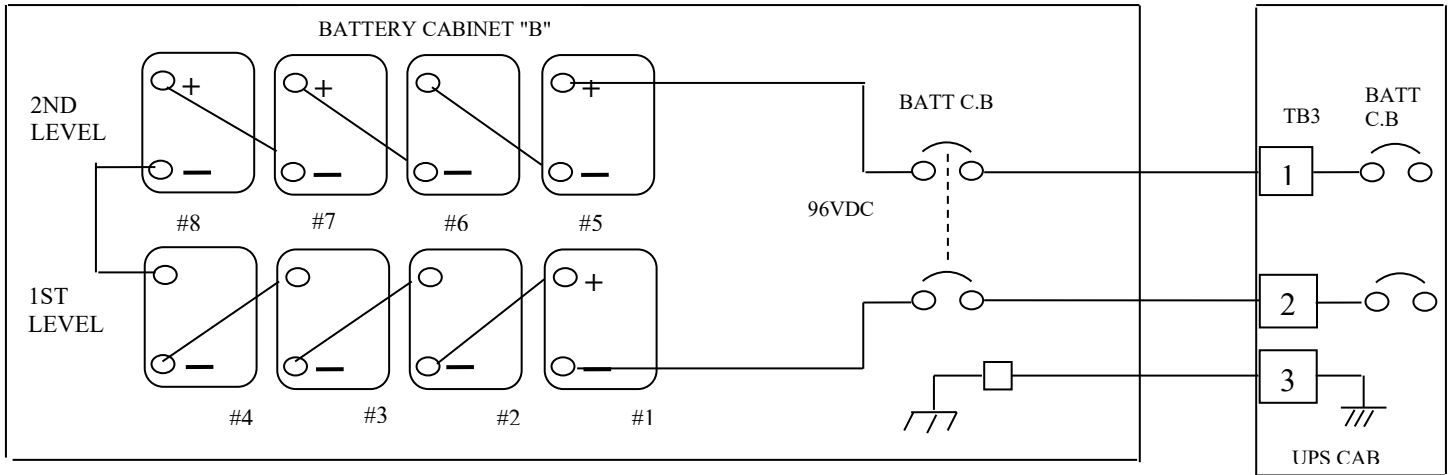 BATTERY CABINET "B"
2ND
LEVEL
+
+
+
—
—
—
—
#8
#7
#6
#5
1ST
LEVEL
+
—
—
—
—
#4
#3
#2
#1
BATT C.B
96VDC
TB3
BATT
C.B
1
2
3
UPS CAB